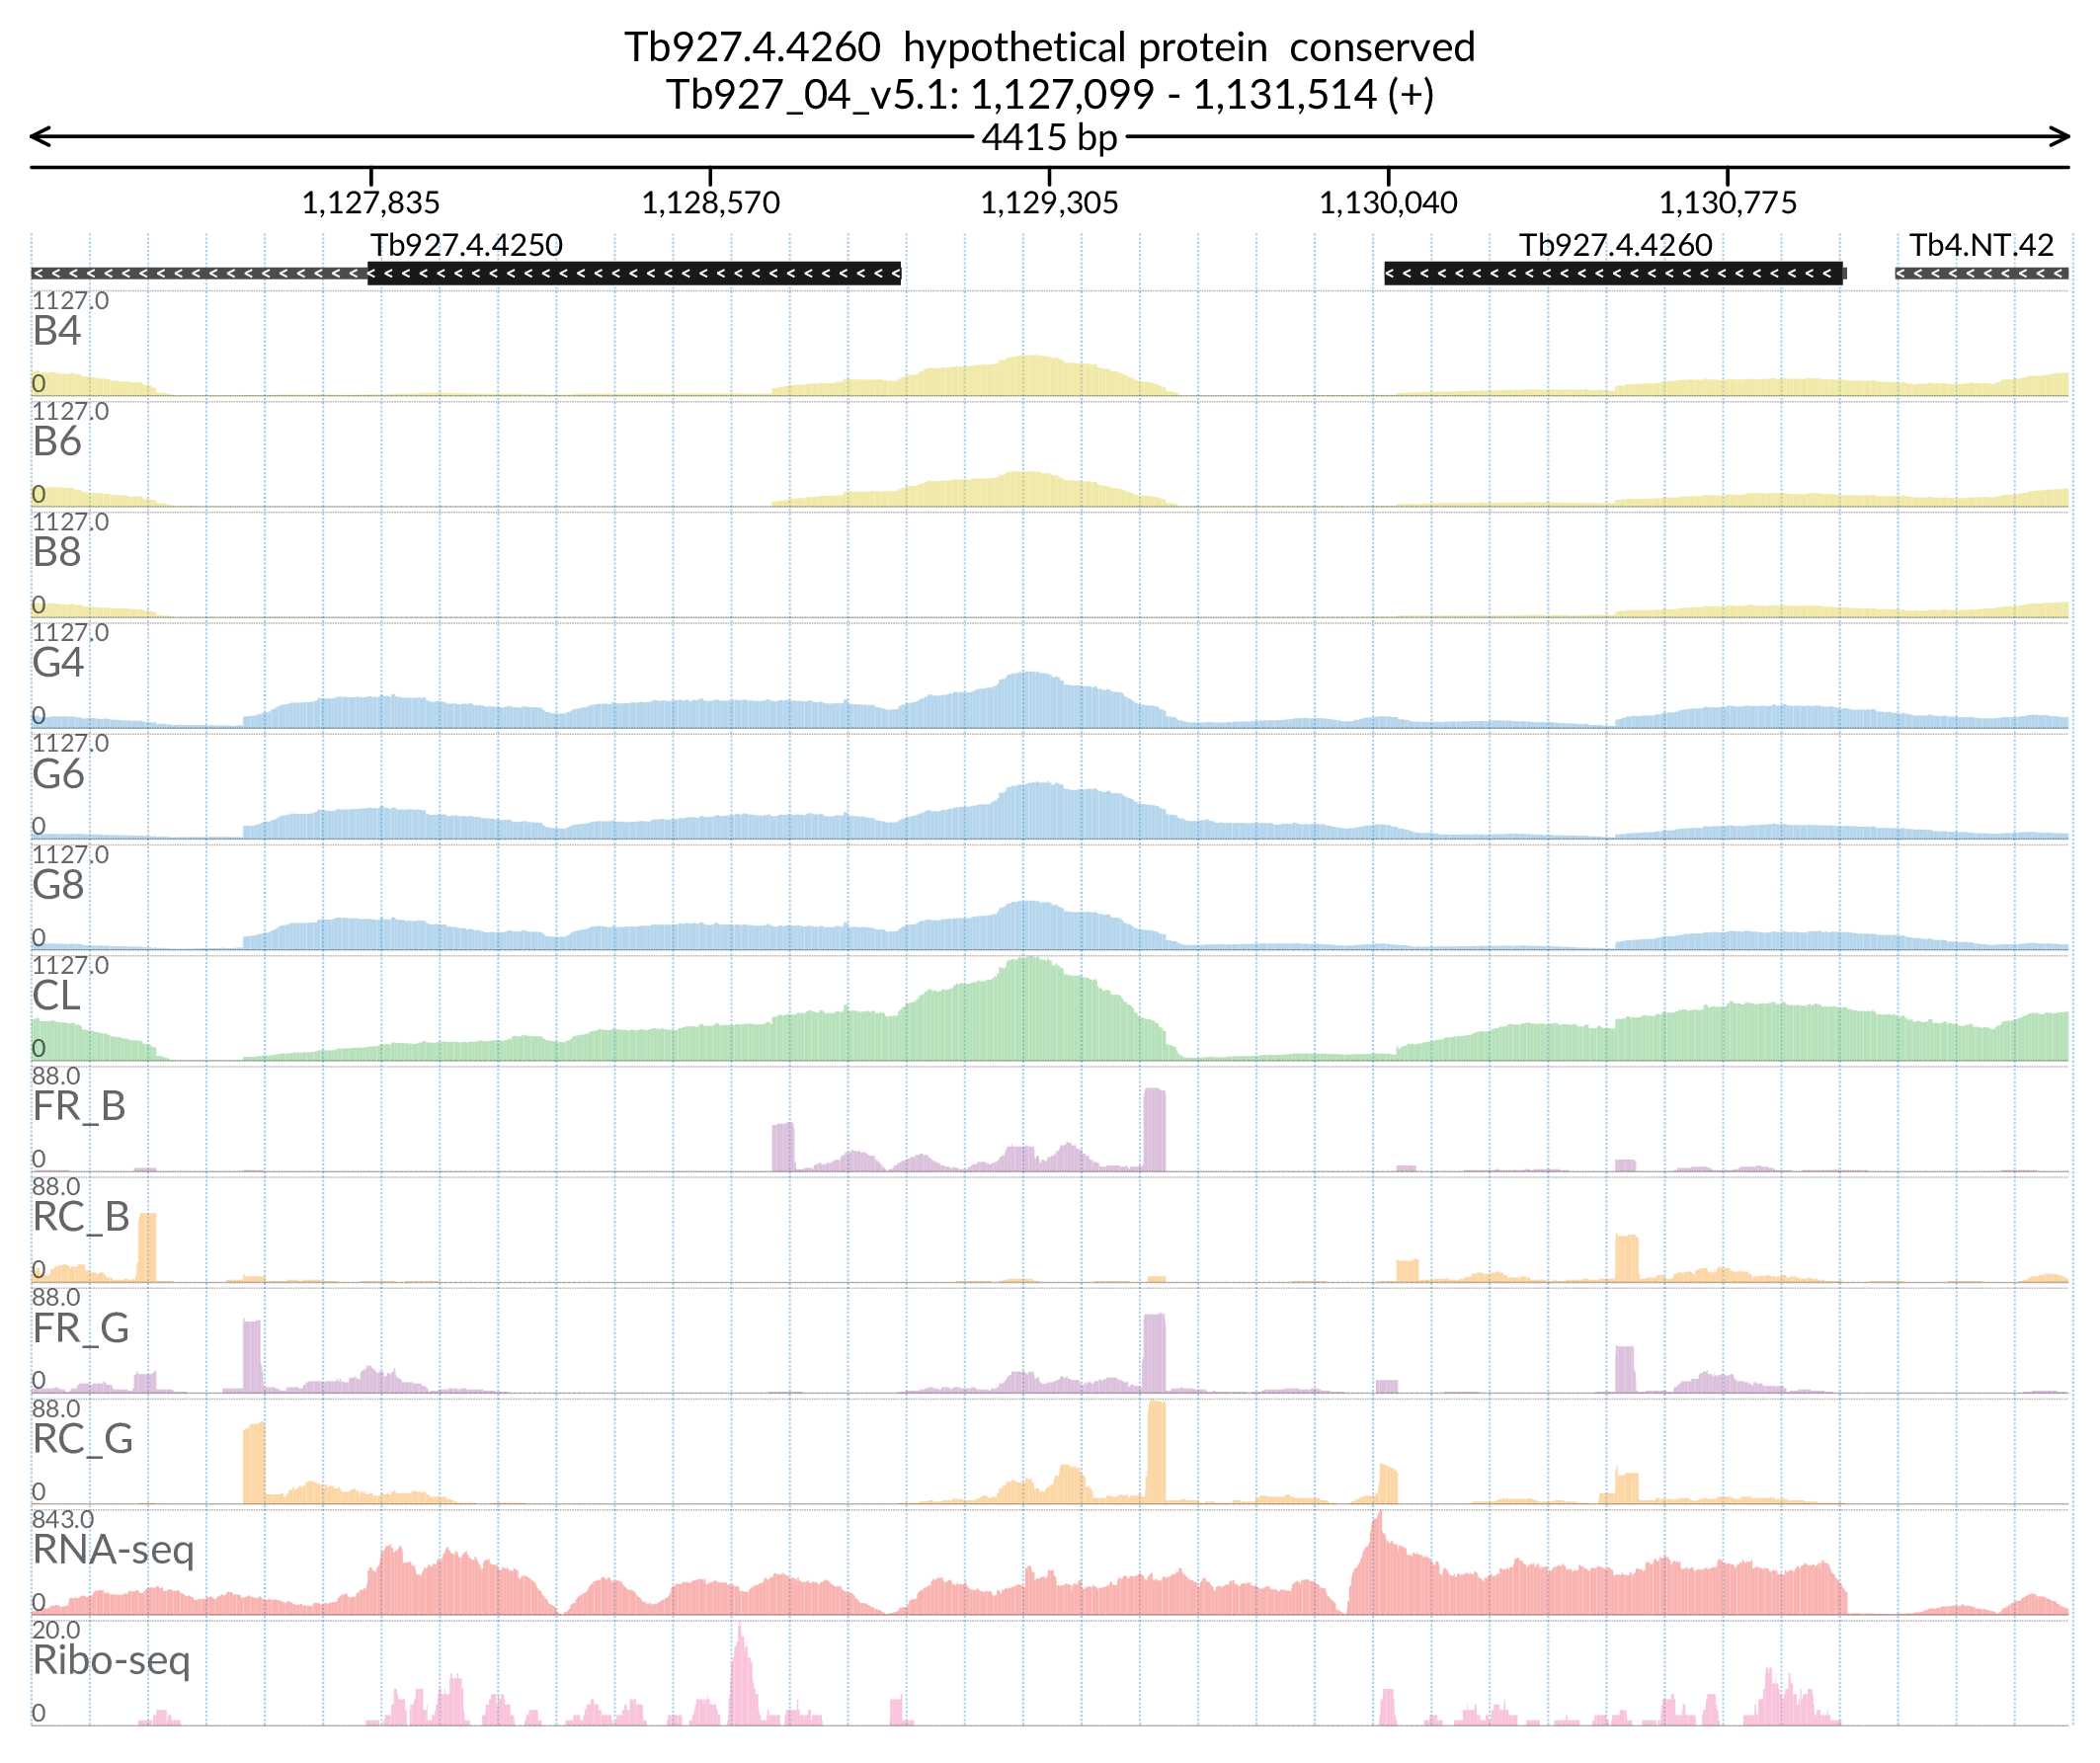 Tb927.4.4260  hypothetical protein  conserved
Tb927_04_v5.1: 1,127,099 - 1,131,514 (+)
4415 bp
1,127,835 1,128,570 1,129,305 1,130,040 1,130,775
Tb927.4.4250 Tb927.4.4260 Tb4.NT.42
1127.0
B4
0
1127.0
B6
0
1127.0
B8
0
1127.0
G4
0
1127.0
G6
0
1127.0
G8
0
1127.0
CL
0
88.0
FR_B
0
88.0
RC_B
0
88.0
FR_G
0
88.0
RC_G
0
843.0
RNA-seq
0
20.0
Ribo-seq
0